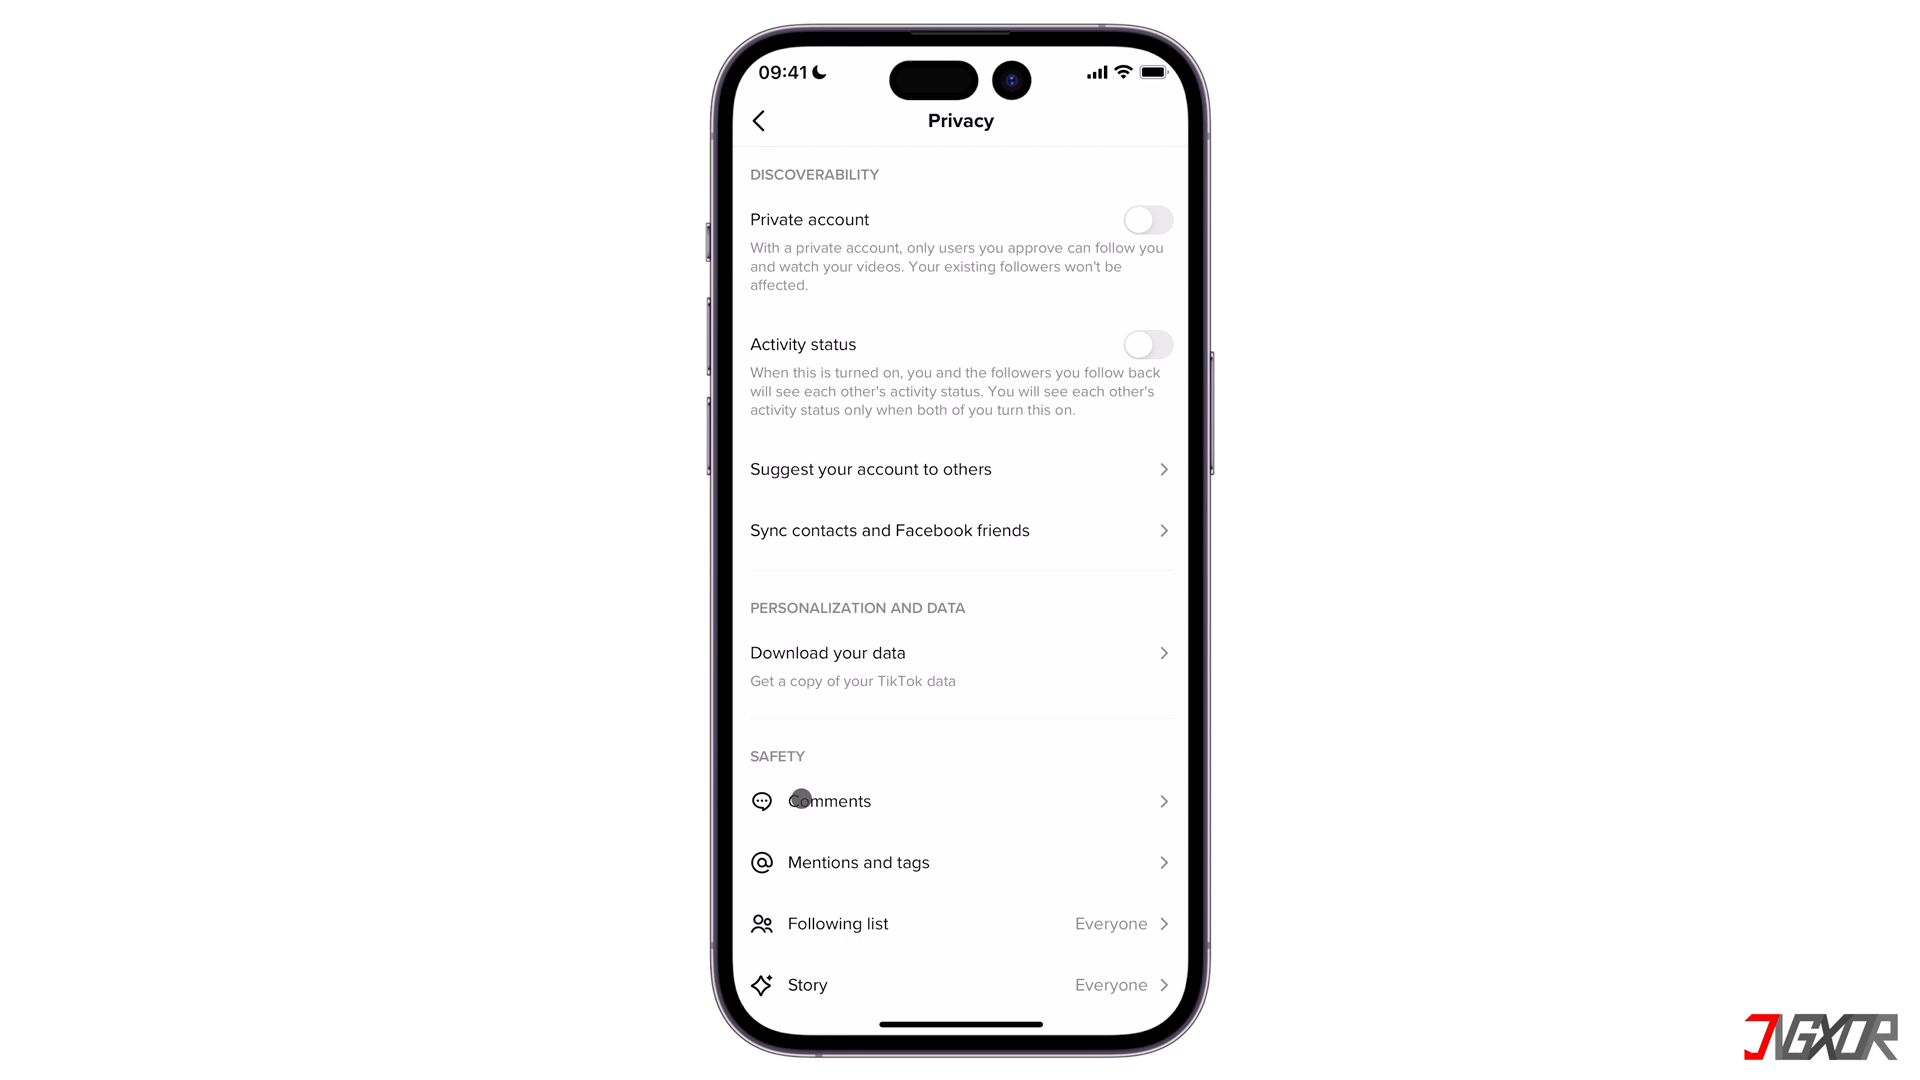 09:41
Privacy
DISCOVERABILITY
Private account
With a private account, only users you approve can follow you
and watch your videos. Your existing followers won't be
affected.
Activity status
When this is turned on, you and the followers you follow back
will see each other's activity status. You will see each other's
activity status only when both of you turn this on.
Suggest your account to others
Sync contacts and Facebook friends
PERSONALIZATION AND DATA
Download your data
Get a copy of your TikTok data
SAFETY
Comments
Mentions and tags
Following list Everyone
Story Everyone
JNGXOR